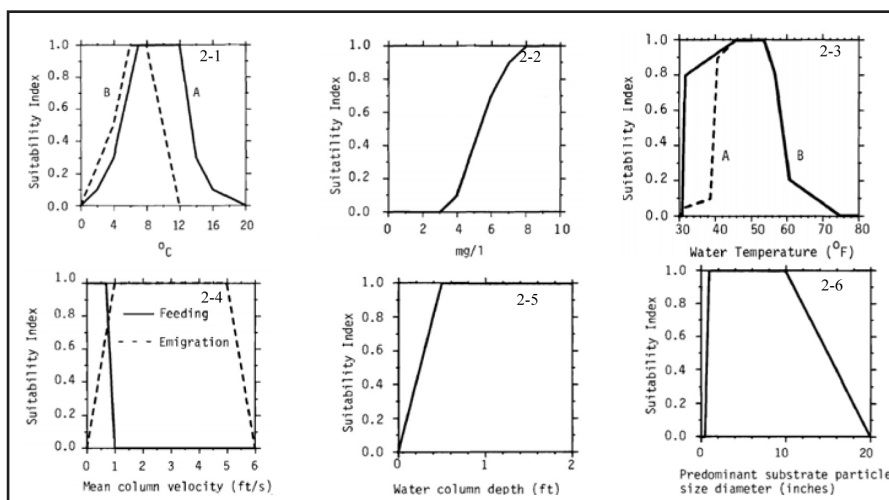 1.0
0.8
0.6
0.4
0.2
0.0
Suitability Index
2-1
B
A
0 4 8 12 16 20
°C
1.0
0.8
0.6
0.4
0.2
0.0
Suitatility Index
2-2
0 2 4 6 8 10
mg/l
1.0
0.8
0.6
0.4
0.2
0.0
Suitability Index
2-3
A
B
30 40 50 60 70 80
Water Temperature (°F)
1.0
0.8
0.6
0.4
0.2
0.0
Suitability Index
2-4
Feeding
Emigration
0 1 2 3 4 5 6
Mean column velocity (ft/s)
1.0
0.8
0.6
0.4
0.2
0.0
Suitability Index
2-5
0 1 2
Water column depth (ft)
1.0
0.8
0.6
0.4
0.2
0.0
Suitability Index
2-6
0 10 20
Predominant substrate particle
size diameter (inches)